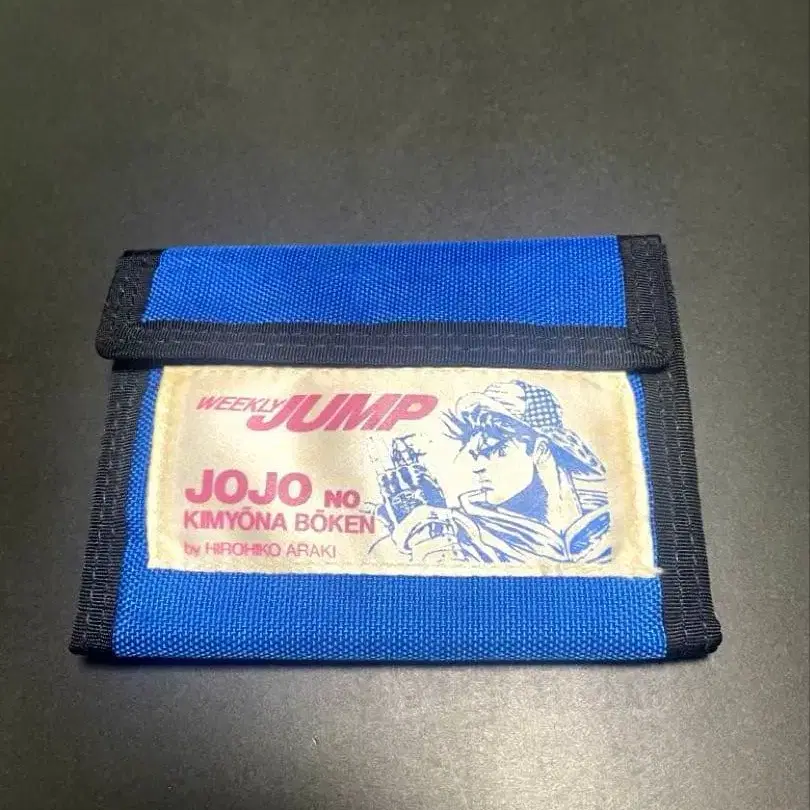 WEEKLY JUMP
JOJO NO
KIMYŌNA BŌKEN
by HIROHIKO ARAKI